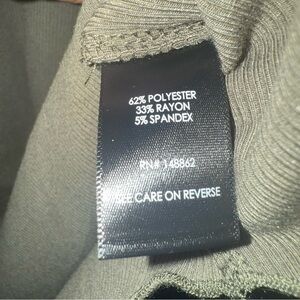 62% POLYESTER
33% RAYON
5% SPANDEX
RN# 148862
SEE CARE ON REVERSE